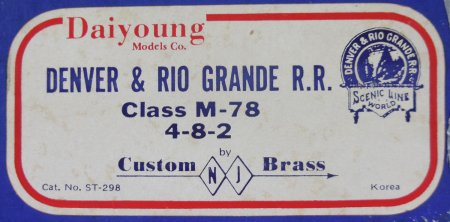 Daiyoung
Models Co.
DENVER & RIO GRANDE R.R.
Class M-78
4-8-2
by
Custom N J Brass
Cat. No. ST-298
Korea
DENVER & RIO GRANDE R.R.
SCENIC LINE
WORLD